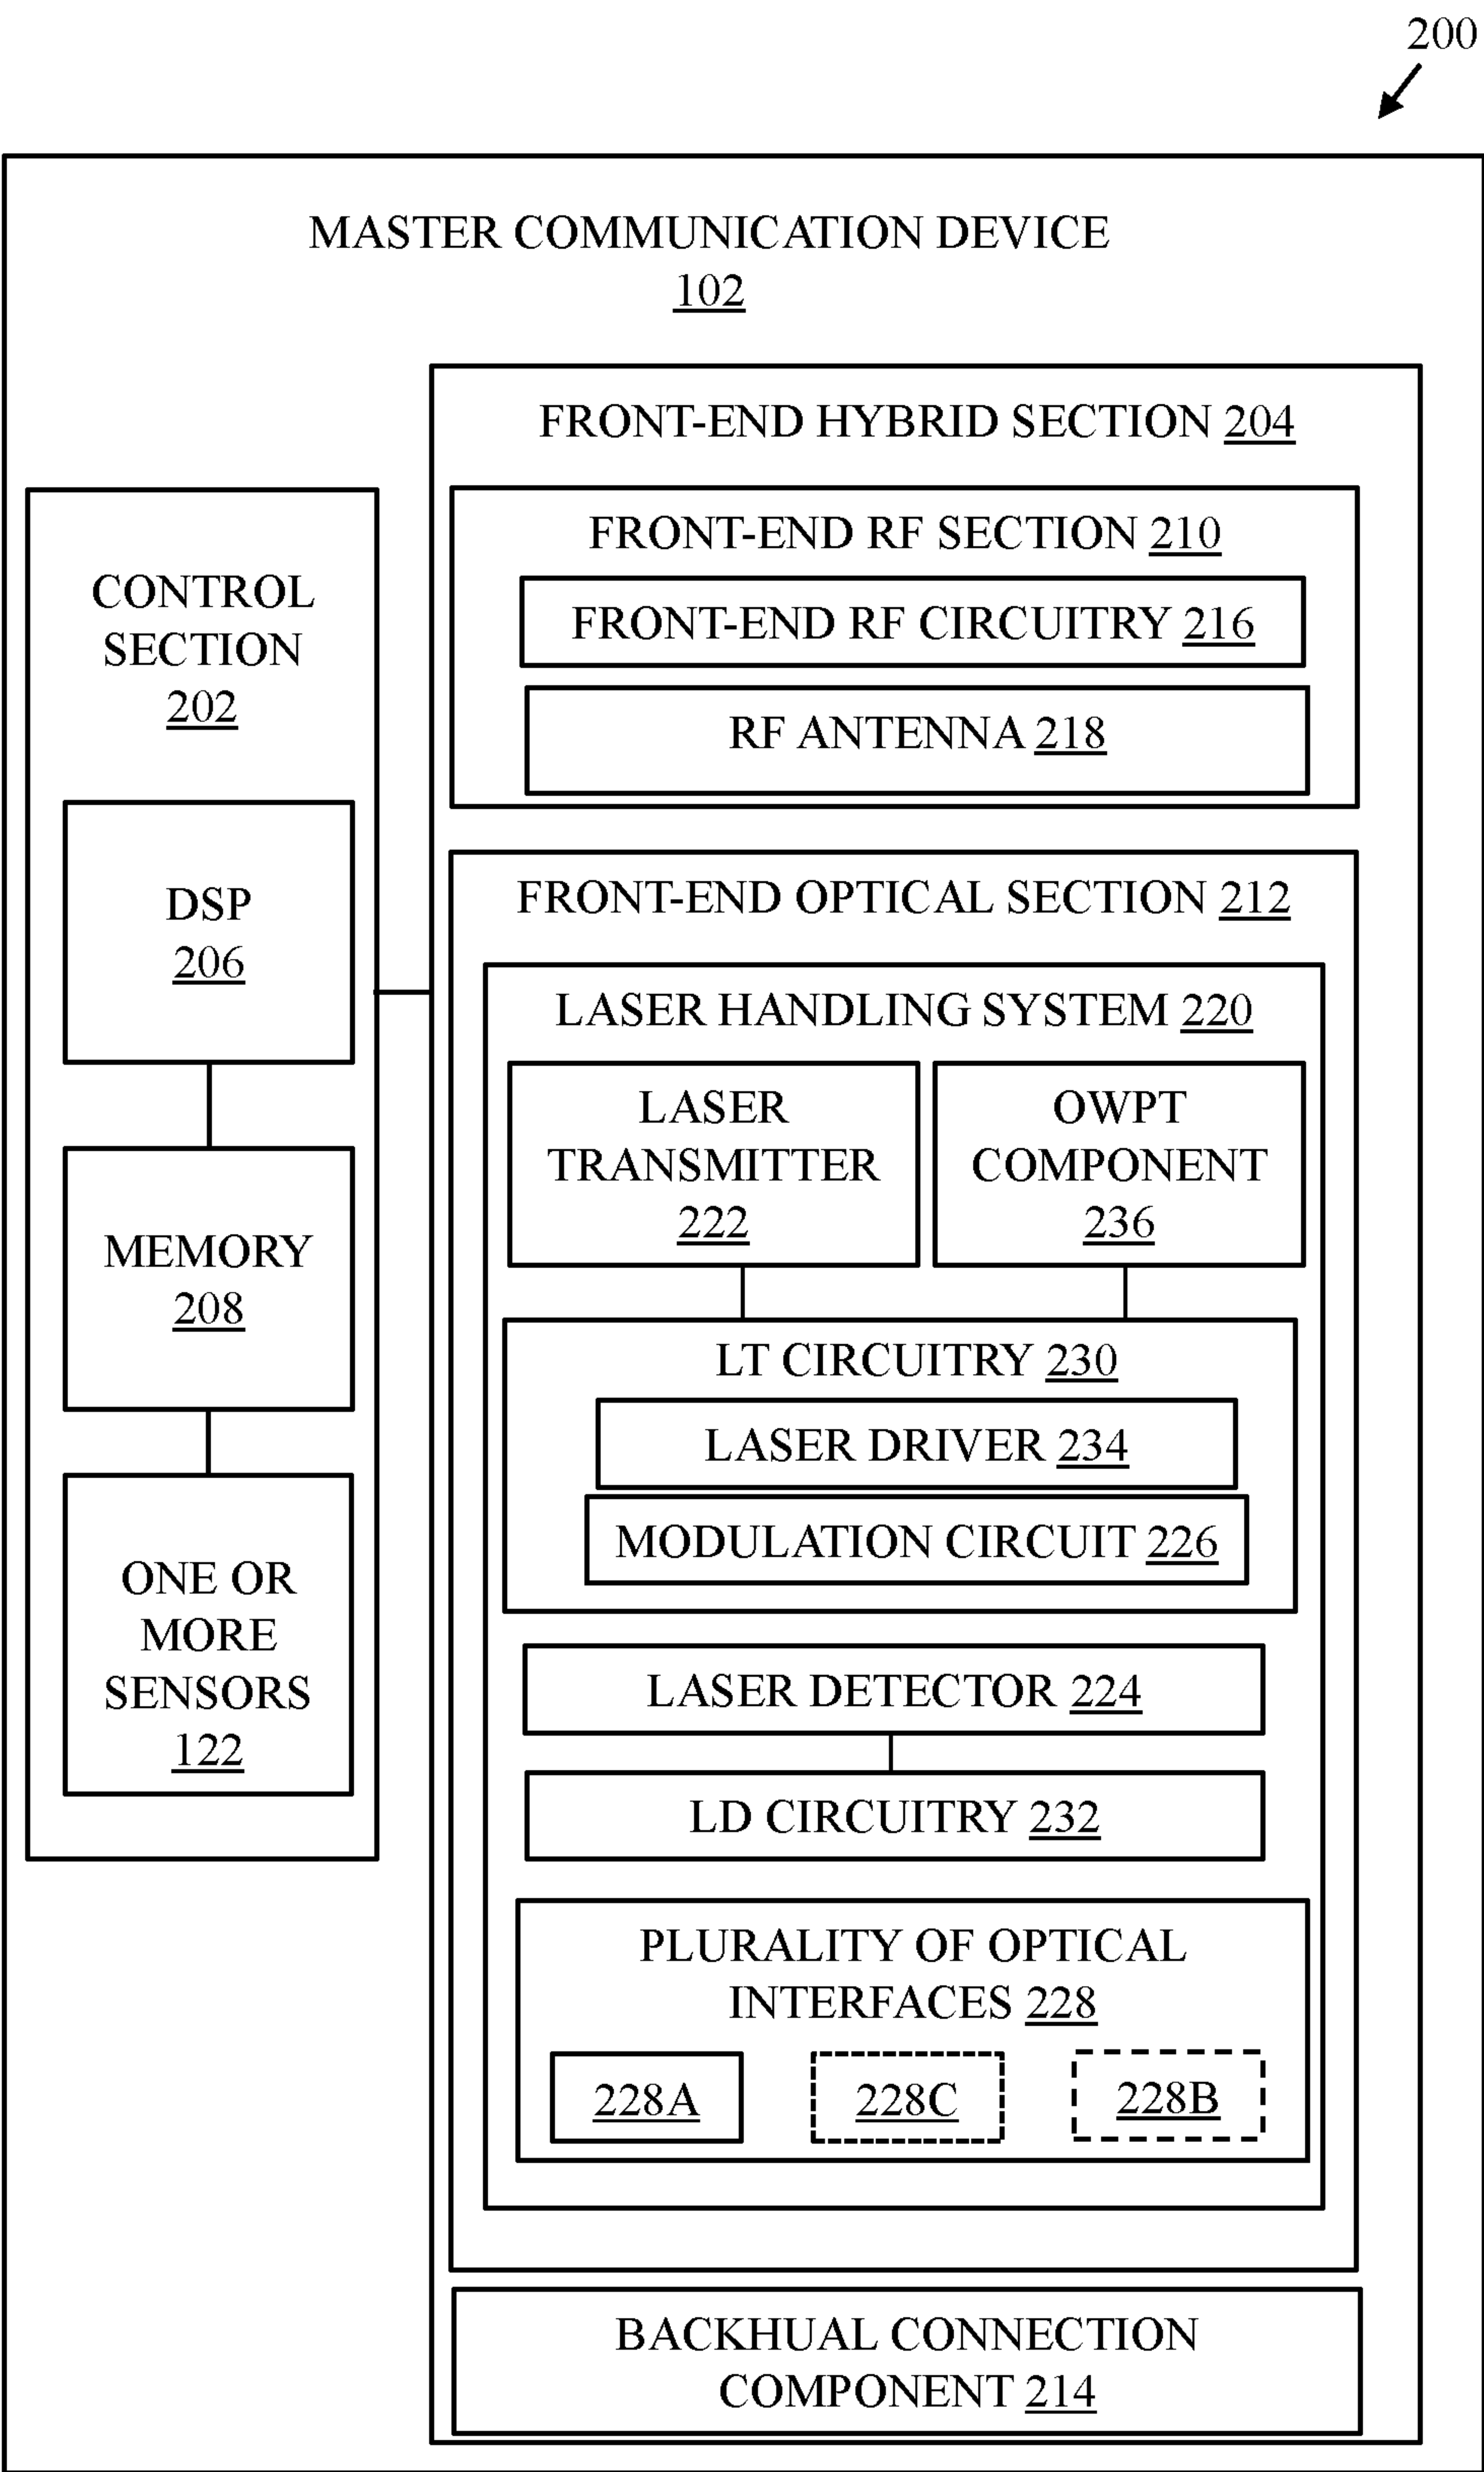 200
MASTER COMMUNICATION DEVICE
102
CONTROL
SECTION
202
DSP
206
MEMORY
208
ONE OR
MORE
SENSORS
122
FRONT-END HYBRID SECTION 204
FRONT-END RF SECTION 210
FRONT-END RF CIRCUITRY 216
RF ANTENNA 218
FRONT-END OPTICAL SECTION 212
LASER HANDLING SYSTEM 220
LASER
TRANSMITTER
222
OWPT
COMPONENT
236
LT CIRCUITRY 230
LASER DRIVER 234
MODULATION CIRCUIT 226
LASER DETECTOR 224
LD CIRCUITRY 232
PLURALITY OF OPTICAL
INTERFACES 228
228A
228C
228B
BACKHUAL CONNECTION
COMPONENT 214